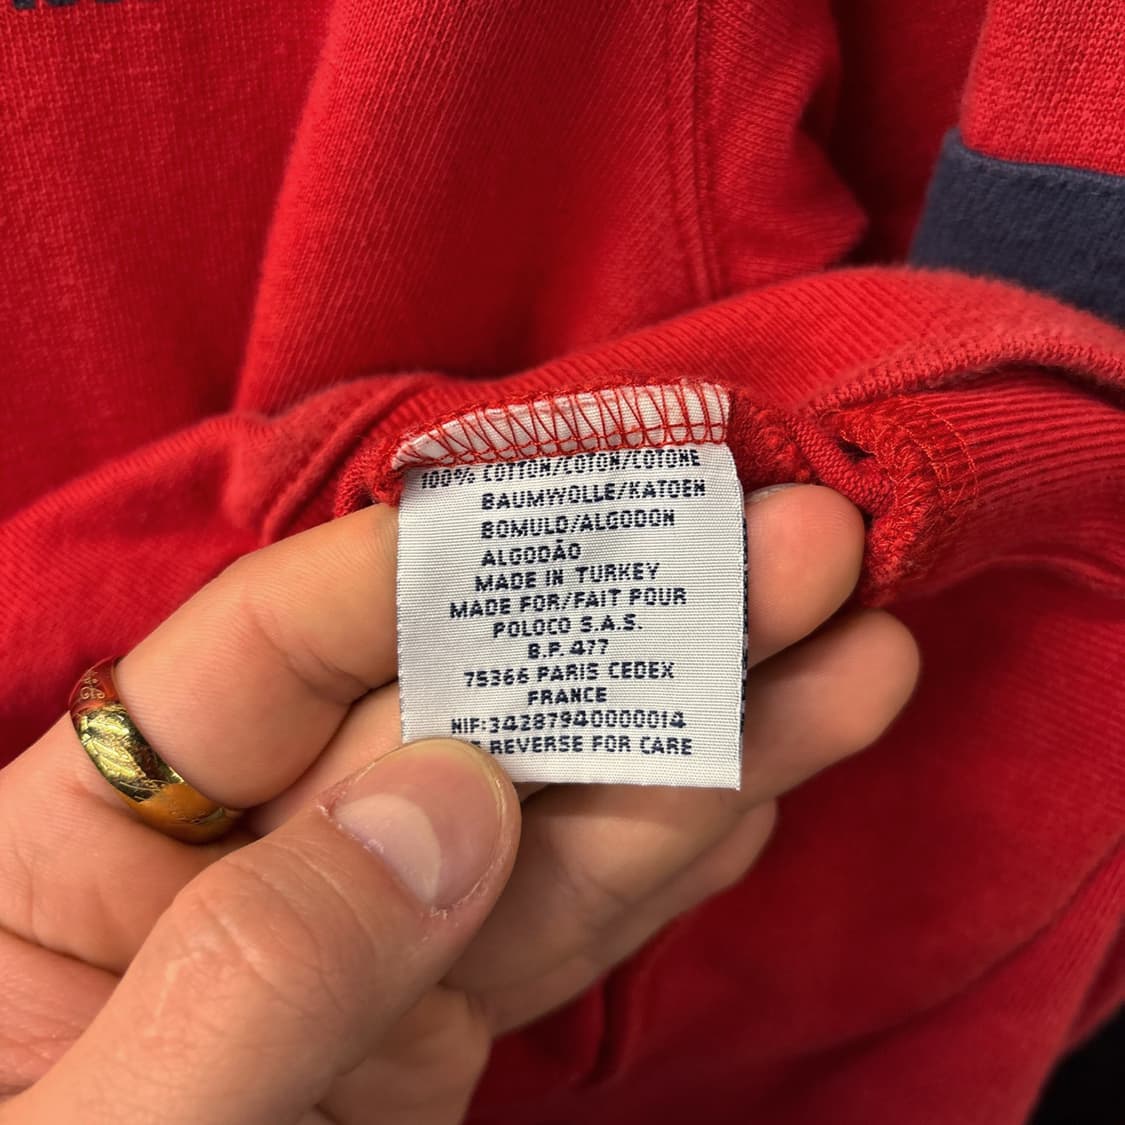 100% COTTON/COTON/COTONE
BAUMWOLLE/KATOEN
BOMULD/ALGODON
ALGODÃO
MADE IN TURKEY
MADE FOR/FAIT POUR
POLOCO S.A.S.
B.P. 477
75366 PARIS CEDEX
FRANCE
NIF:34287940000014
REVERSE FOR CARE